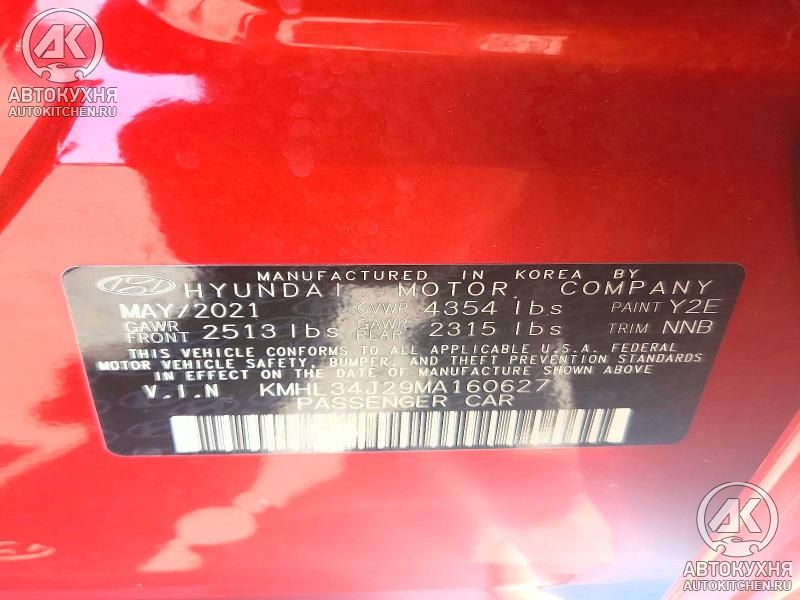 АК
АВТОКУХНЯ
AUTOKITCHEN.RU
MANUFACTURED IN KOREA BY
HYUNDAI MOTOR COMPANY
MAY/2021 GVWR 4354 lbs PAINT Y2E
GAWR FRONT 2513 lbs GAWR REAR 2315 lbs TRIM NNB
THIS VEHICLE CONFORMS TO ALL APPLICABLE U.S.A. FEDERAL
MOTOR VEHICLE SAFETY, BUMPER, AND THEFT PREVENTION STANDARDS
IN EFFECT ON THE DATE OF MANUFACTURE SHOWN ABOVE
V.I.N KMHL34J29MA160627
PASSENGER CAR
АК
АВТОКУХНЯ
AUTOKITCHEN.RU